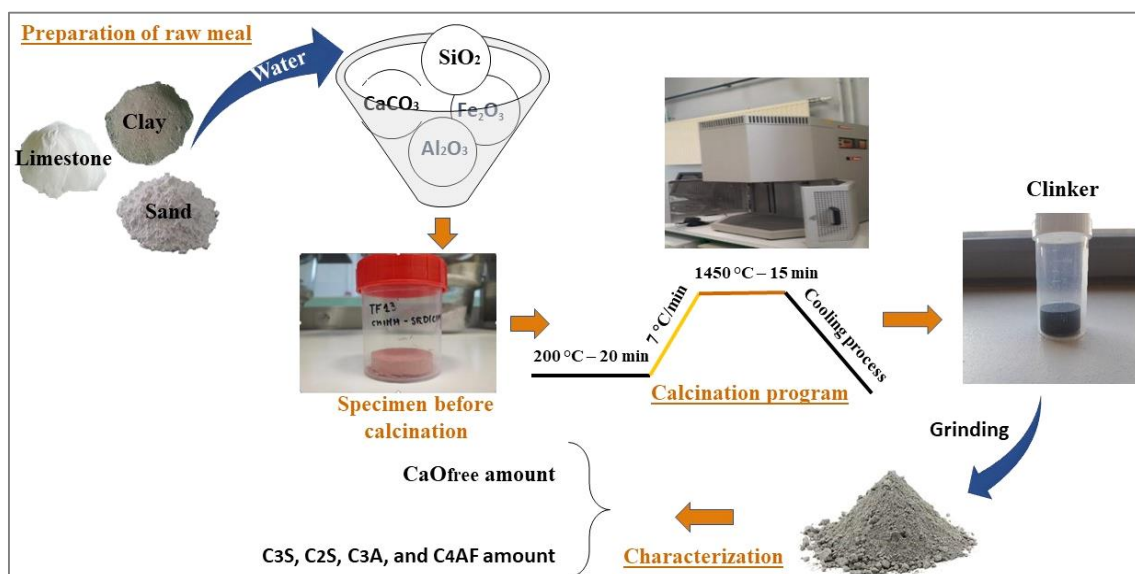 Preparation of raw meal
Water
Limestone
Clay
Sand
SiO₂
CaCO₃
Fe₂O₃
Al₂O₃
TF13
Specimen before
calcination
200 °C – 20 min
7 °C/min
1450 °C – 15 min
Cooling process
Calcination program
Clinker
Grinding
Characterization
CaOfree amount
C3S, C2S, C3A, and C4AF amount